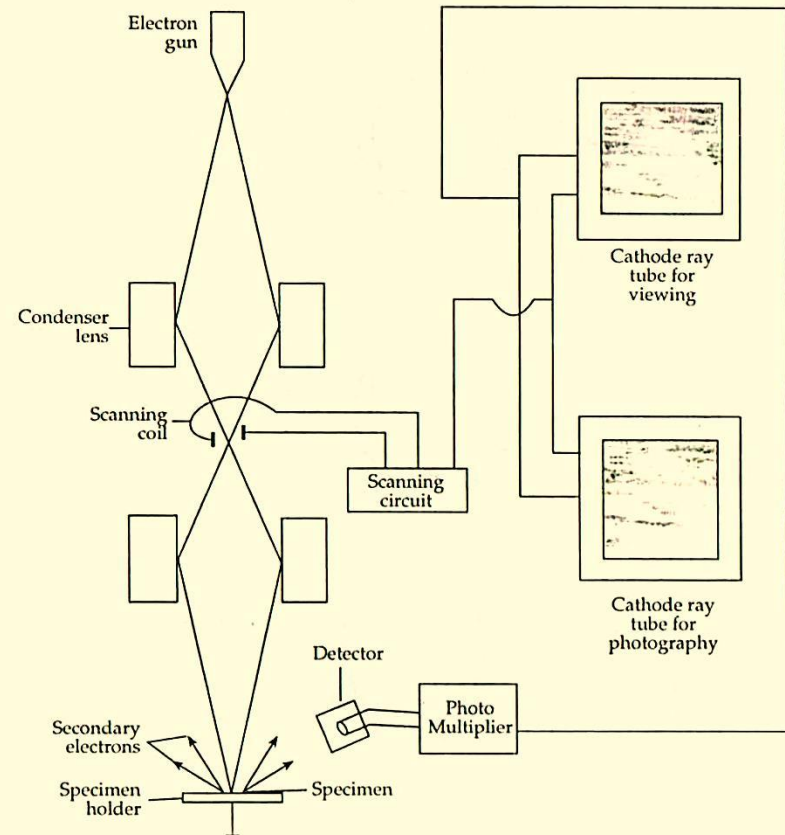 Electron
gun
Cathode ray
tube for
viewing
Condenser
lens
Scanning
coil
Scanning
circuit
Cathode ray
tube for
photography
Detector
Photo
Multiplier
Secondary
electrons
Specimen
holder
Specimen